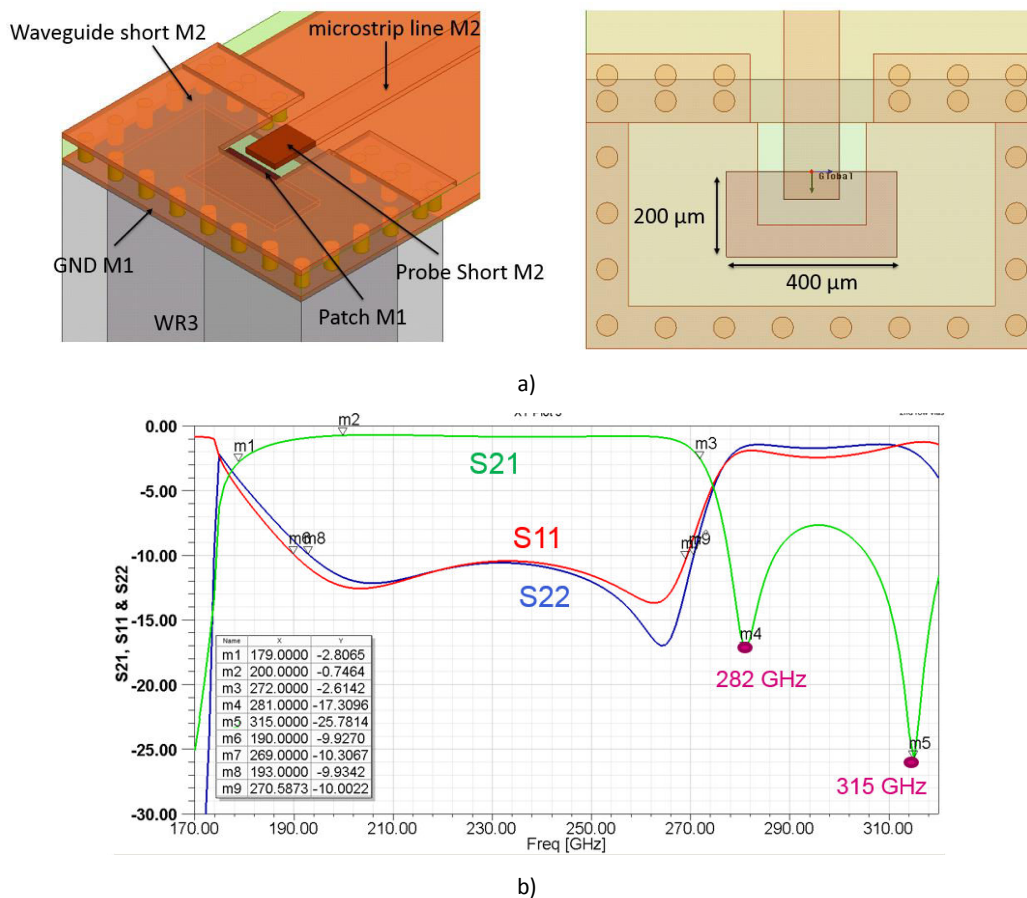 Waveguide short M2
microstrip line M2
GND M1
WR3
Patch M1
Probe Short M2
Global
200 µm
400 µm
a)
0.00
-5.00
-10.00
-15.00
-20.00
-25.00
-30.00
S21, S11 & S22
m1
m2
m3
S21
m6
m8
S11
m9
S22
m4
282 GHz
m5
315 GHz
Name X Y
m1 179.0000 -2.8065
m2 200.0000 -0.7464
m3 272.0000 -2.6142
m4 281.0000 -17.3096
m5 315.0000 -25.7814
m6 190.0000 -9.9270
m7 269.0000 -10.3067
m8 193.0000 -9.9342
m9 270.5873 -10.0022
170.00 190.00 210.00 230.00 250.00 270.00 290.00 310.00
Freq [GHz]
b)